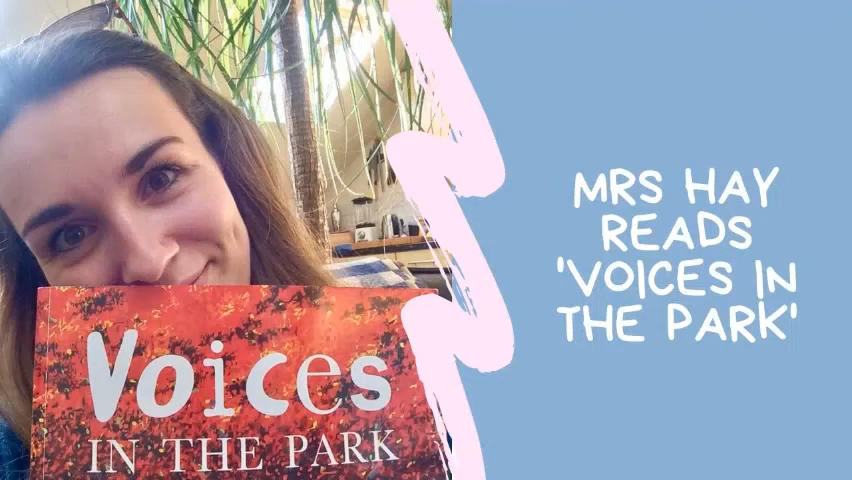 Voices
IN THE PARK
MRS HAY
READS
'VOICES IN
THE PARK'